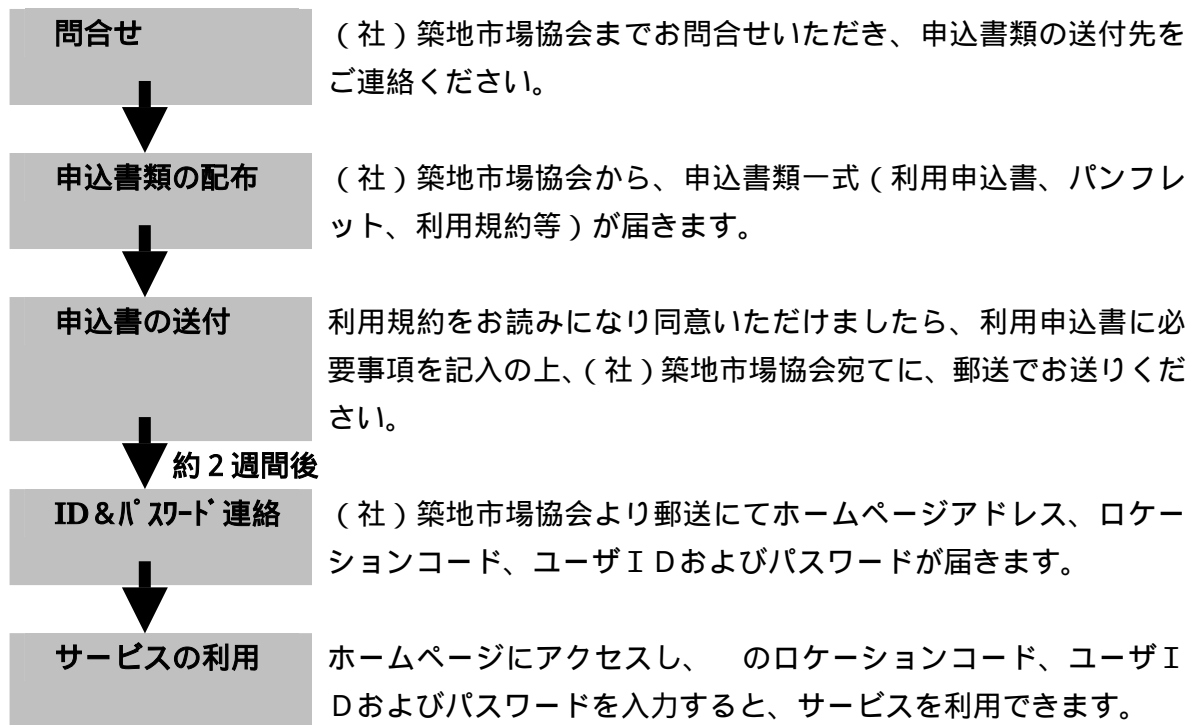 問合せ
(社)築地市場協会までお問合せいただき、申込書類の送付先を
ご連絡ください。
申込書類の配布
(社)築地市場協会から、申込書類一式(利用申込書、パンフレ
ット、利用規約等)が届きます。
申込書の送付
利用規約をお読みになり同意いただけましたら、利用申込書に必
要事項を記入の上、(社)築地市場協会宛てに、郵送でお送りくだ
さい。
約2週間後
ID&パスワード連絡
(社)築地市場協会より郵送にてホームページアドレス、ロケー
ションコード、ユーザIDおよびパスワードが届きます。
サービスの利用
ホームページにアクセスし、 のロケーションコード、ユーザI
Dおよびパスワードを入力すると、サービスを利用できます。